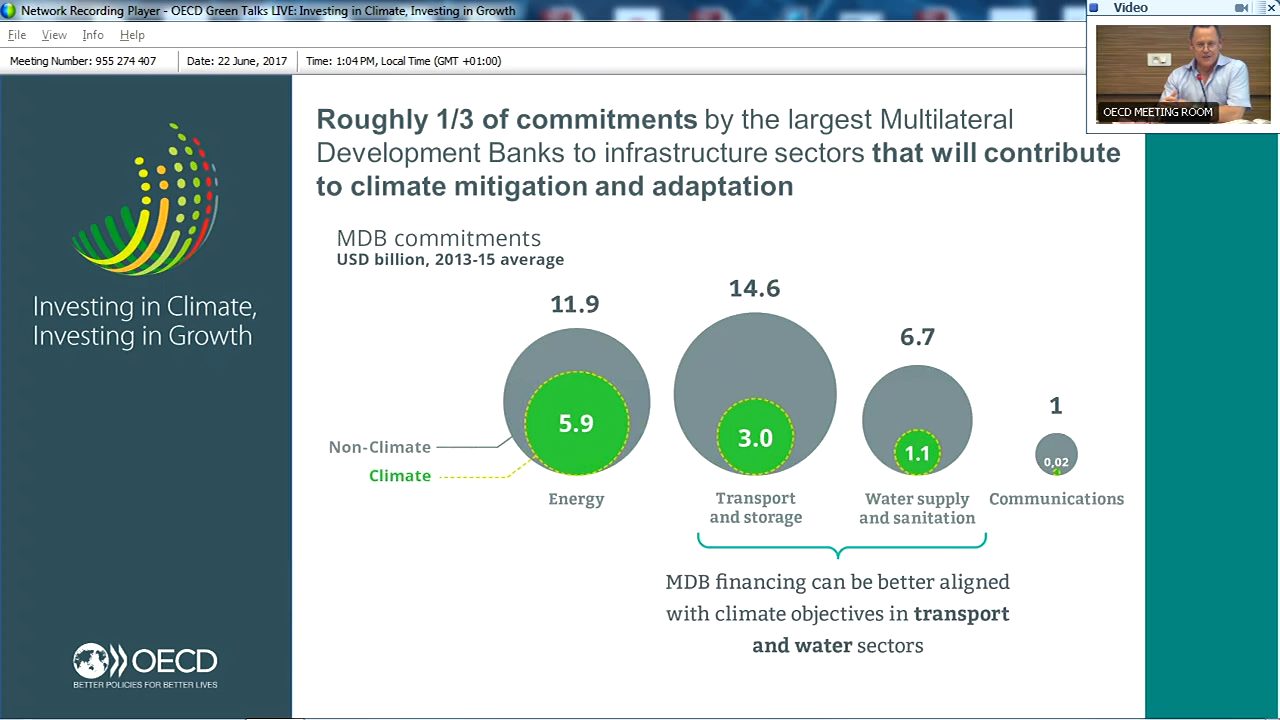 Network Recording Player - OECD Green Talks LIVE: Investing in Climate, Investing in Growth
Video
File View Info Help
Meeting Number: 955 274 407 Date: 22 June, 2017 Time: 1:04 PM, Local Time (GMT +01:00)
OECD MEETING ROOM
Investing in Climate,
Investing in Growth
OECD
BETTER POLICIES FOR BETTER LIVES
Roughly 1/3 of commitments by the largest Multilateral
Development Banks to infrastructure sectors that will contribute
to climate mitigation and adaptation
MDB commitments
USD billion, 2013-15 average
11.9
14.6
6.7
1
5.9
3.0
1.1
0,02
Non-Climate
Climate
Energy
Transport
and storage
Water supply
and sanitation
Communications
MDB financing can be better aligned
with climate objectives in transport
and water sectors